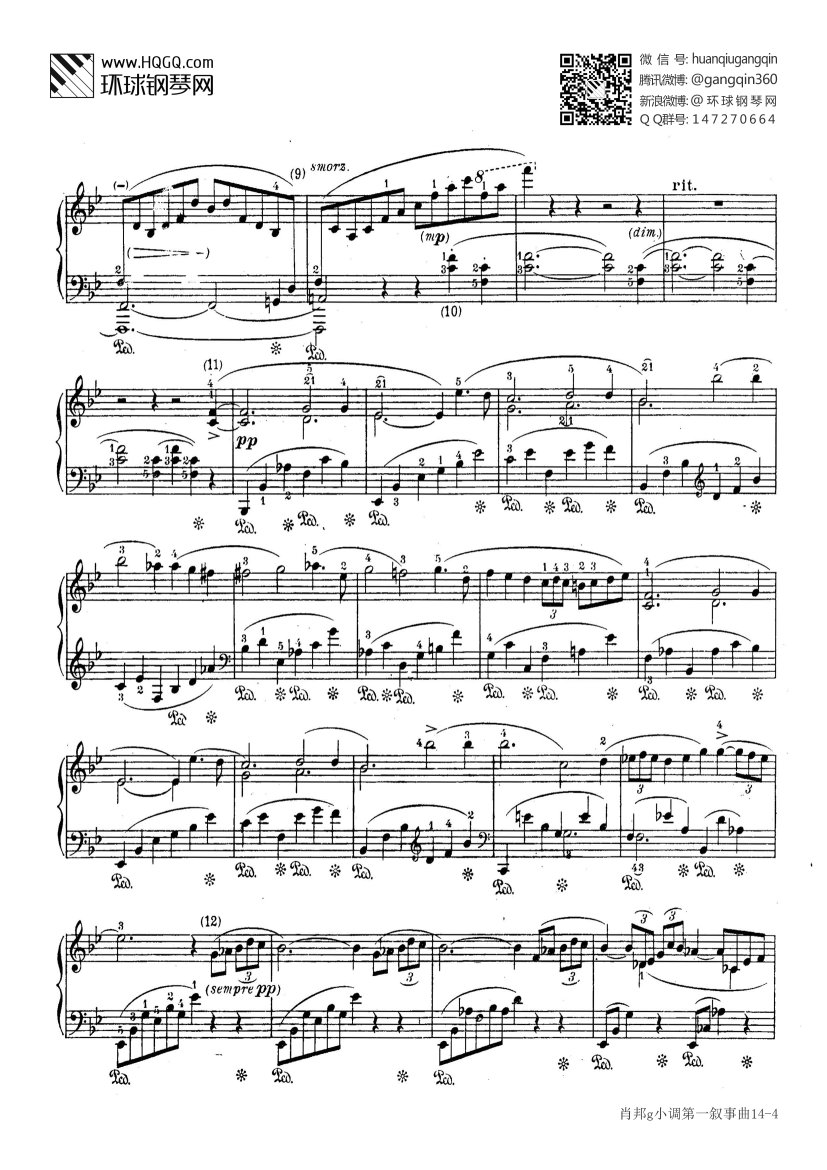 www.HQGQ.com
环球钢琴网
微信号: huanqiugangqin
腾讯微博: @gangqin360
新浪微博: @环球钢琴网
QQ群号: 147270664
(9) smorz.
8
rit.
(mp)
(dim.)
(10)
(11)
pp
(12)
(sempre pp)
肖邦g小调第一叙事曲14-4